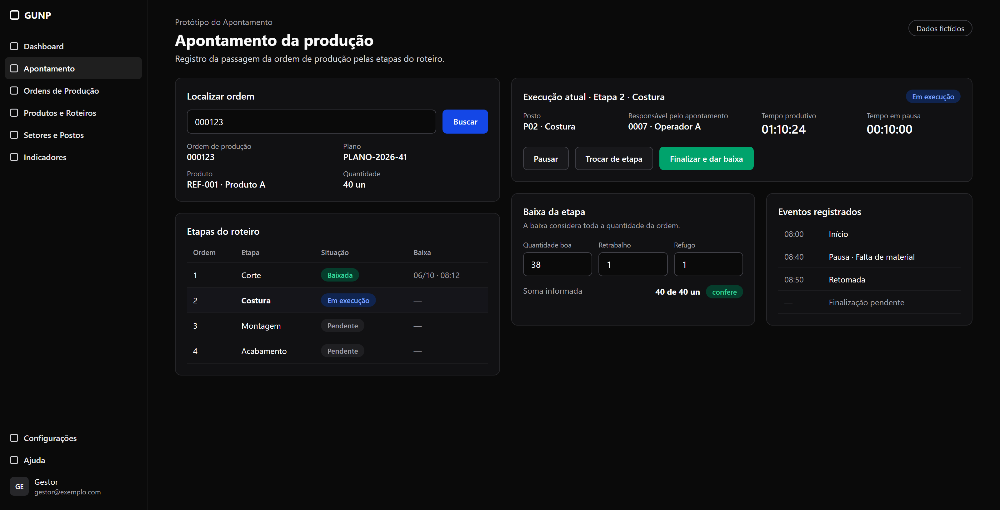 GUNP
Dashboard
Apontamento
Ordens de Produção
Produtos e Roteiros
Setores e Postos
Indicadores
Configurações
Ajuda
GE
Gestor
gestor@exemplo.com
Protótipo do Apontamento
Apontamento da produção
Registro da passagem da ordem de produção pelas etapas do roteiro.
Dados fictícios
Localizar ordem
000123
Buscar
Ordem de produção
000123
Plano
PLANO-2026-41
Produto
REF-001 · Produto A
Quantidade
40 un
Etapas do roteiro
Ordem Etapa Situação Baixa
1 Corte Baixada 06/10 · 08:12
2 Costura Em execução —
3 Montagem Pendente —
4 Acabamento Pendente —
Execução atual · Etapa 2 · Costura
Em execução
Posto
P02 · Costura
Responsável pelo apontamento
0007 · Operador A
Tempo produtivo
01:10:24
Tempo em pausa
00:10:00
Pausar
Trocar de etapa
Finalizar e dar baixa
Baixa da etapa
A baixa considera toda a quantidade da ordem.
Quantidade boa
38
Retrabalho
1
Refugo
1
Soma informada 40 de 40 un confere
Eventos registrados
08:00 Início
08:40 Pausa · Falta de material
08:50 Retomada
— Finalização pendente